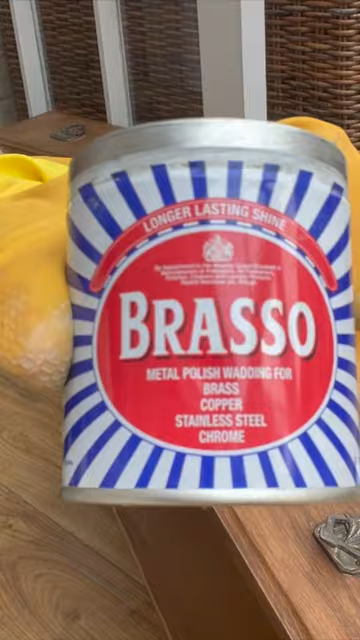 LONGER LASTING SHINE
BRASSO
METAL POLISH WADDING FOR
BRASS
COPPER
STAINLESS STEEL
CHROME